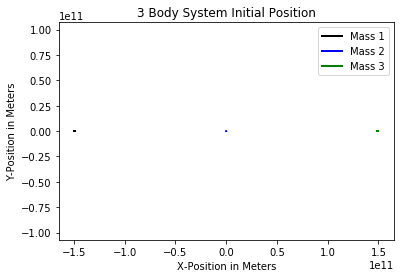 3 Body System Initial Position
1e11
Mass 1
Mass 2
Mass 3
Y-Position in Meters
1.00
0.75
0.50
0.25
0.00
−0.25
−0.50
−0.75
−1.00
−1.5
−1.0
−0.5
0.0
0.5
1.0
1.5
X-Position in Meters
1e11